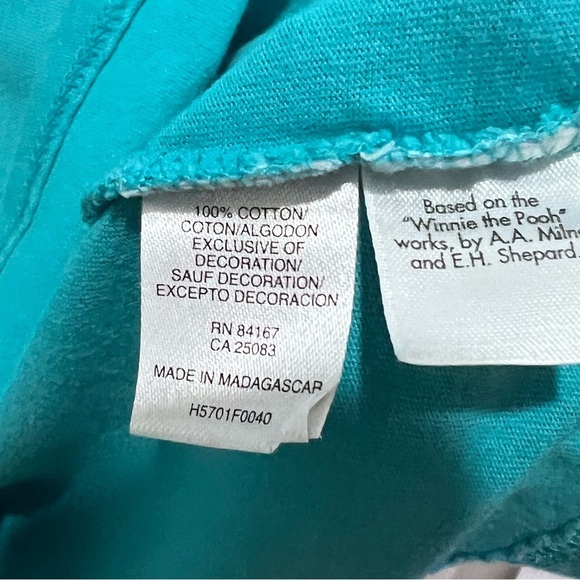 100% COTTON/
COTON/ALGODON
EXCLUSIVE OF
DECORATION/
SAUF DECORATION/
EXCEPTO DECORACION
RN 84167
CA 25083
MADE IN MADAGASCAR
H5701F0040
Based on the
"Winnie the Pooh"
works, by A.A. Miln
and E.H. Shepard.